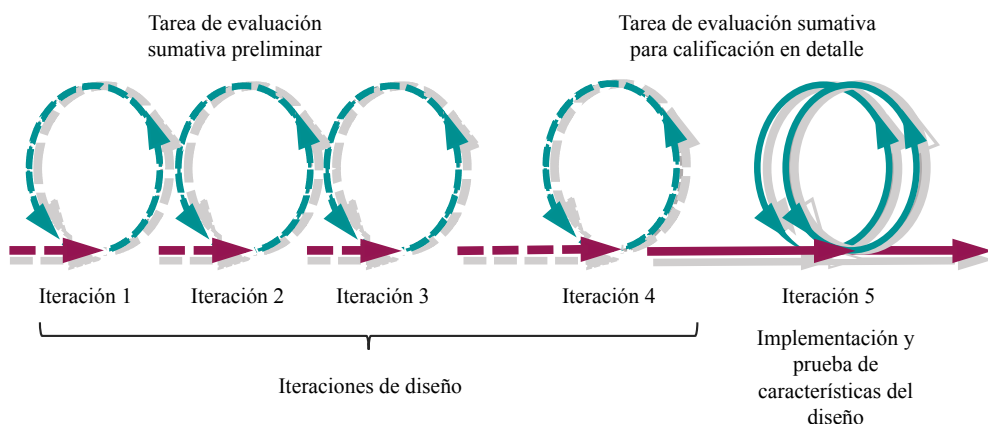 Tarea de evaluación
sumativa preliminar
Tarea de evaluación sumativa
para calificación en detalle
Iteración 1
Iteración 2
Iteración 3
Iteración 4
Iteración 5
Iteraciones de diseño
Implementación y
prueba de
características del
diseño